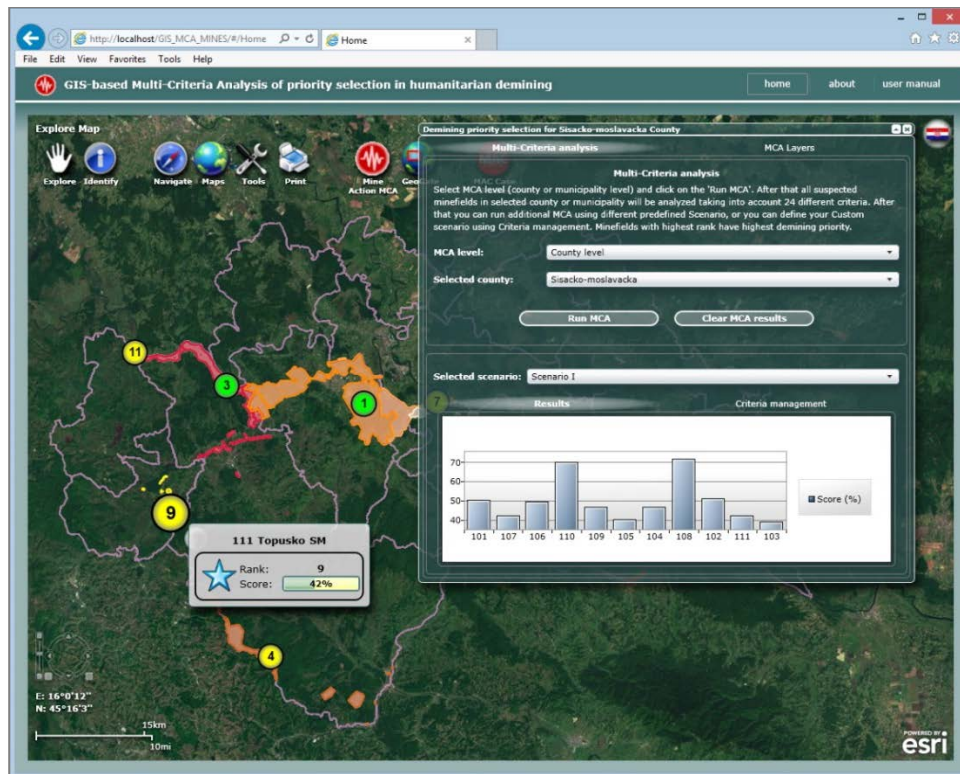 http://localhost/GIS_MCA_MINES/#/Home
Home
File Edit View Favorites Tools Help
GIS-based Multi-Criteria Analysis of priority selection in humanitarian demining
home about user manual
Explore Map
Explore Identify Navigate Maps Tools Print Mine Action MCA
Demining priority selection for Sisacko-moslavacka County
Multi-Criteria analysis MCA Layers
Multi-Criteria analysis
Select MCA level (county or municipality level) and click on the 'Run MCA'. After that all suspected
minefields in selected county or municipality will be analyzed taking into account 24 different criteria. After
that you can run additional MCA using different predefined Scenario, or you can define your Custom
scenario using Criteria management. Minefields with highest rank have highest demining priority.
MCA level: County level
Selected county: Sisacko-moslavacka
Run MCA Clear MCA results
Selected scenario: Scenario I
Results Criteria management
70
60
50
40
101 107 106 110 109 105 104 108 102 111 103
Score (%)
11
3
1
7
9
111 Topusko SM
Rank: 9
Score: 42%
4
E: 16°0'12"
N: 45°16'3"
15km
10mi
POWERED BY
esri